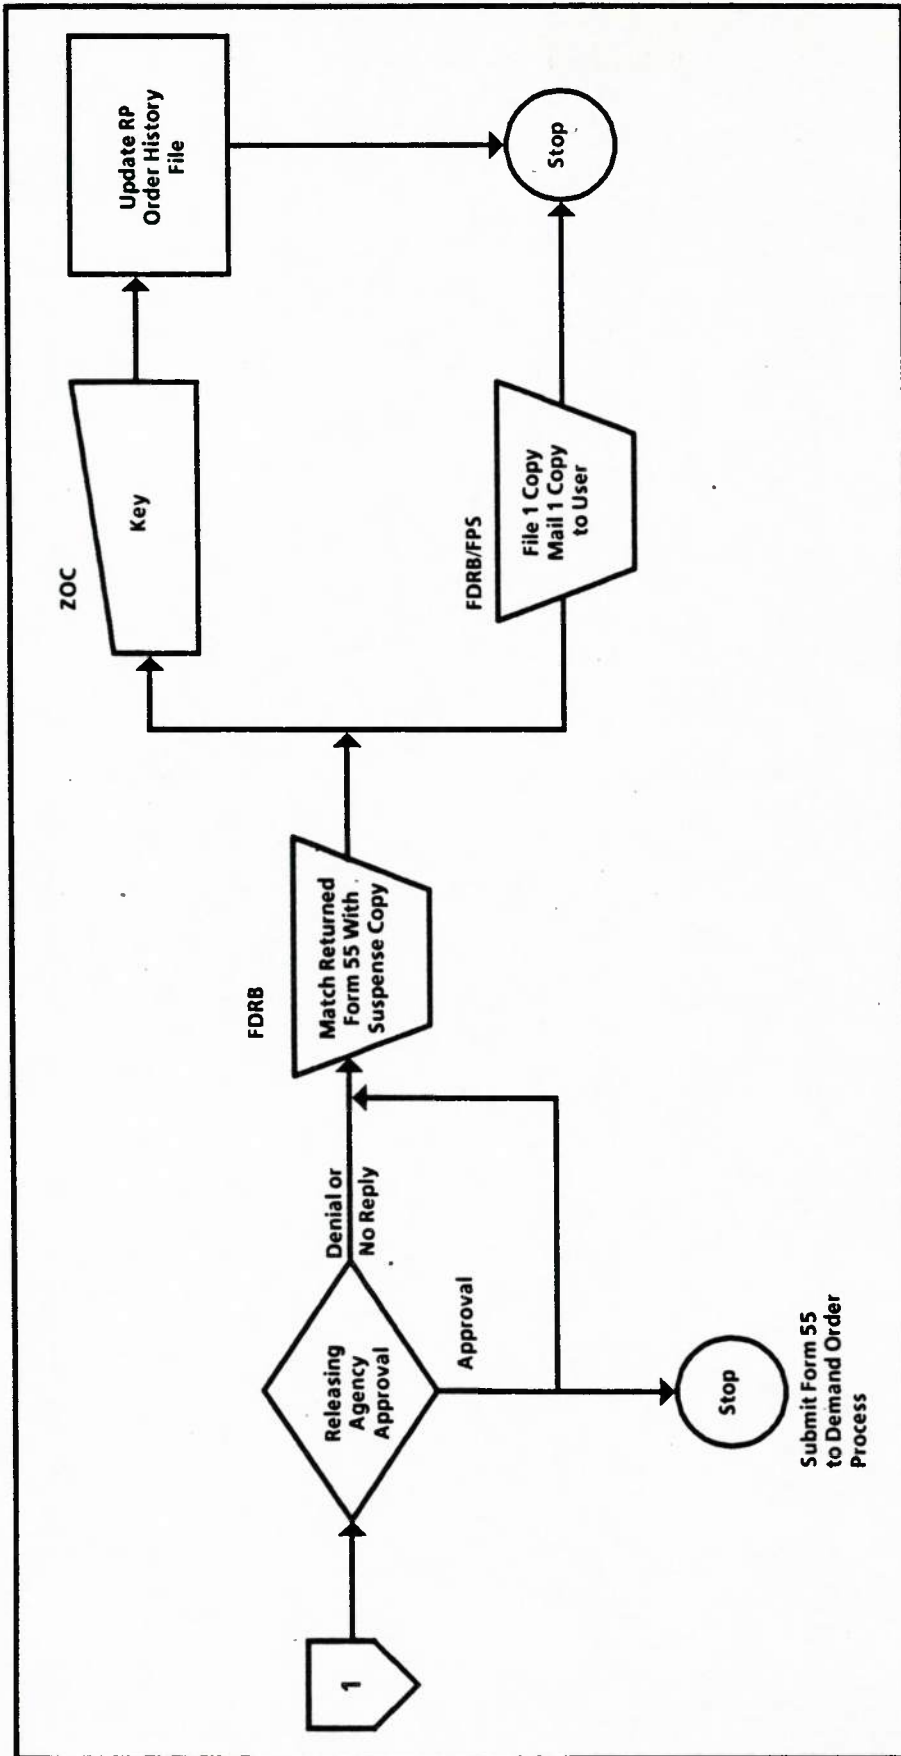 1
Releasing
Agency
Approval
Denial or
No Reply
Approval
Stop
Submit Form 55
to Demand Order
Process
FDRB
Match Returned
Form 55 With
Suspense Copy
ZOC
Key
Update RP
Order History
File
FDRB/FPS
File 1 Copy
Mail 1 Copy
to User
Stop